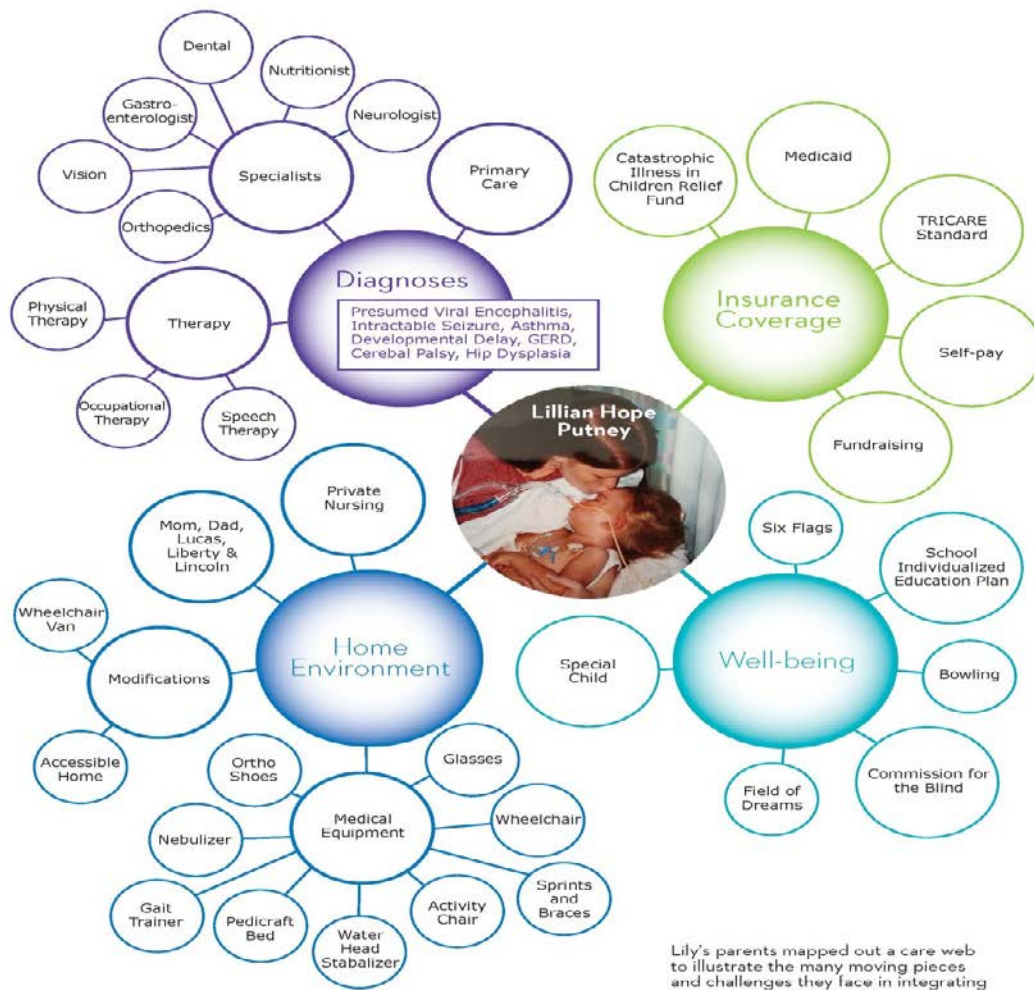 Dental
Nutritionist
Gastro-
enterologist
Neurologist
Vision
Specialists
Orthopedics
Primary
Care
Diagnoses
Presumed Viral Encephalitis,
Intractable Seizure, Asthma,
Developmental Delay, GERD,
Cerebal Palsy, Hip Dysplasia
Physical
Therapy
Therapy
Occupational
Therapy
Speech
Therapy
Catastrophic
Illness in
Children Relief
Fund
Medicaid
TRICARE
Standard
Insurance
Coverage
Self-pay
Fundraising
Lillian Hope
Putney
Private
Nursing
Mom, Dad,
Lucas,
Liberty &
Lincoln
Wheelchair
Van
Home
Environment
Modifications
Accessible
Home
Ortho
Shoes
Glasses
Medical
Equipment
Wheelchair
Nebulizer
Gait
Trainer
Pedicraft
Bed
Water
Head
Stabalizer
Activity
Chair
Sprints
and
Braces
Six Flags
School
Individualized
Education Plan
Special
Child
Well-being
Bowling
Field of
Dreams
Commission for
the Blind
Lily's parents mapped out a care web
to illustrate the many moving pieces
and challenges they face in integrating